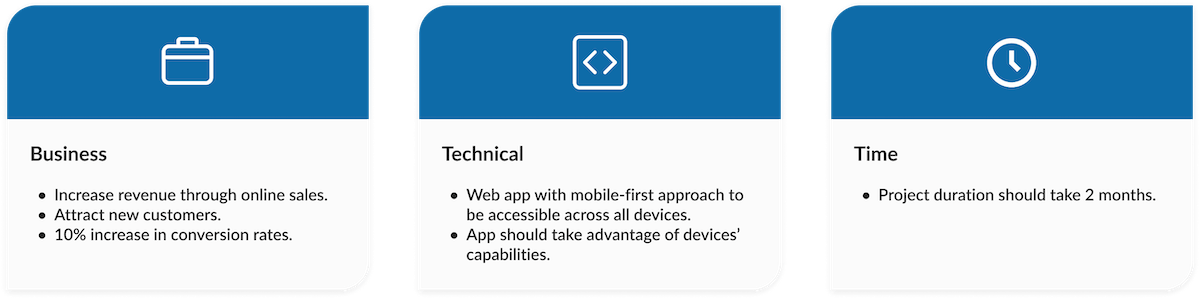 Business
• Increase revenue through online sales.
• Attract new customers.
• 10% increase in conversion rates.
Technical
• Web app with mobile-first approach to
be accessible across all devices.
• App should take advantage of devices’
capabilities.
Time
• Project duration should take 2 months.